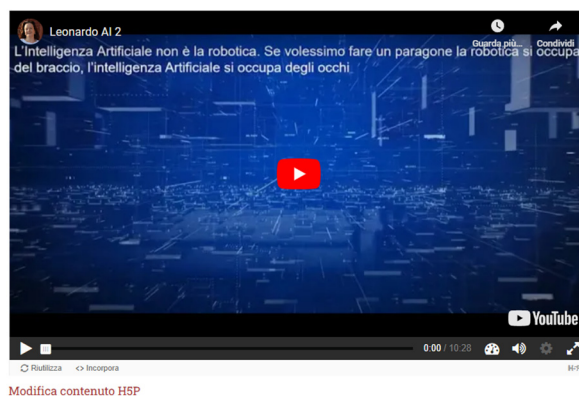 Leonardo AI 2
Guarda più... Condividi
L'Intelligenza Artificiale non è la robotica. Se volessimo fare un paragone la robotica si occupa
del braccio, l'intelligenza Artificiale si occupa degli occhi
YouTube
0:00 / 10:28
Riutilizza <> Incorpora
Modifica contenuto H5P